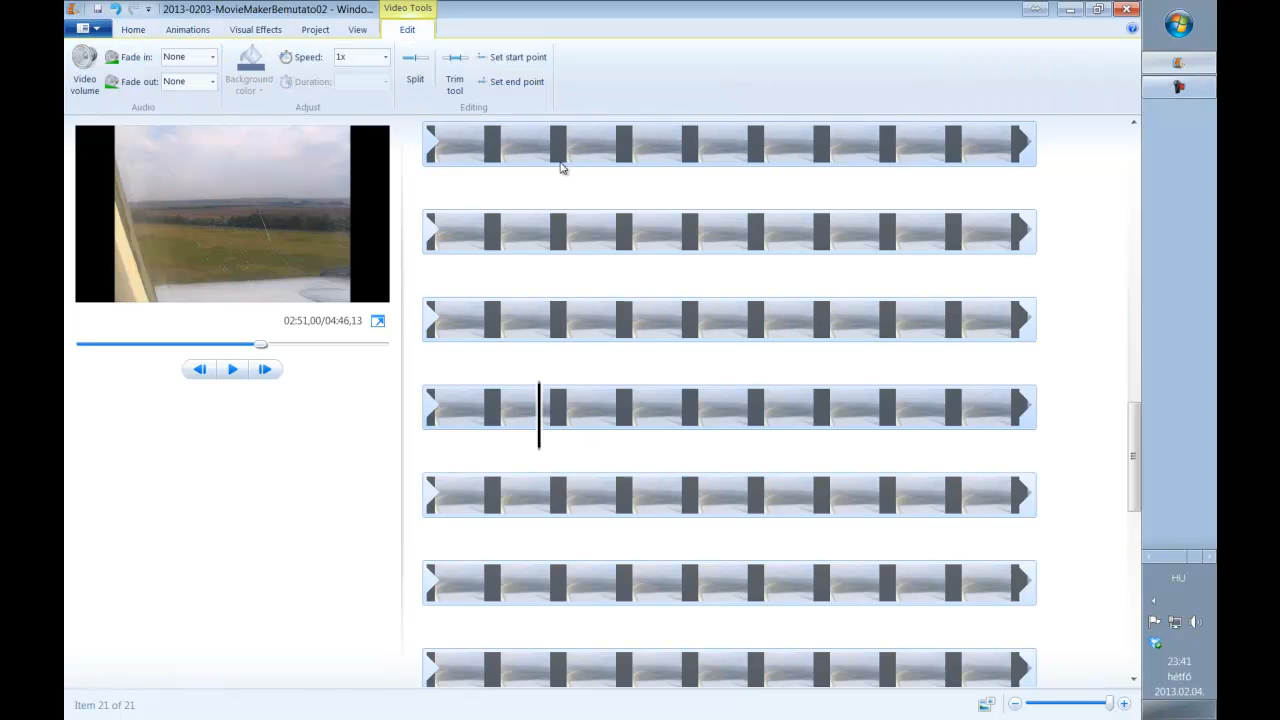 2013-0203-MovieMakerBemutato02 - Windo...
Video Tools
Home
Animations
Visual Effects
Project
View
Edit
Video
volume
Fade in:
None
Fade out:
None
Audio
Background
color
Speed:
1x
Duration:
Adjust
Split
Trim
tool
Set start point
Set end point
Editing
02:51,00/04:46,13
Item 21 of 21
HU
23:41
hétfő
2013.02.04.